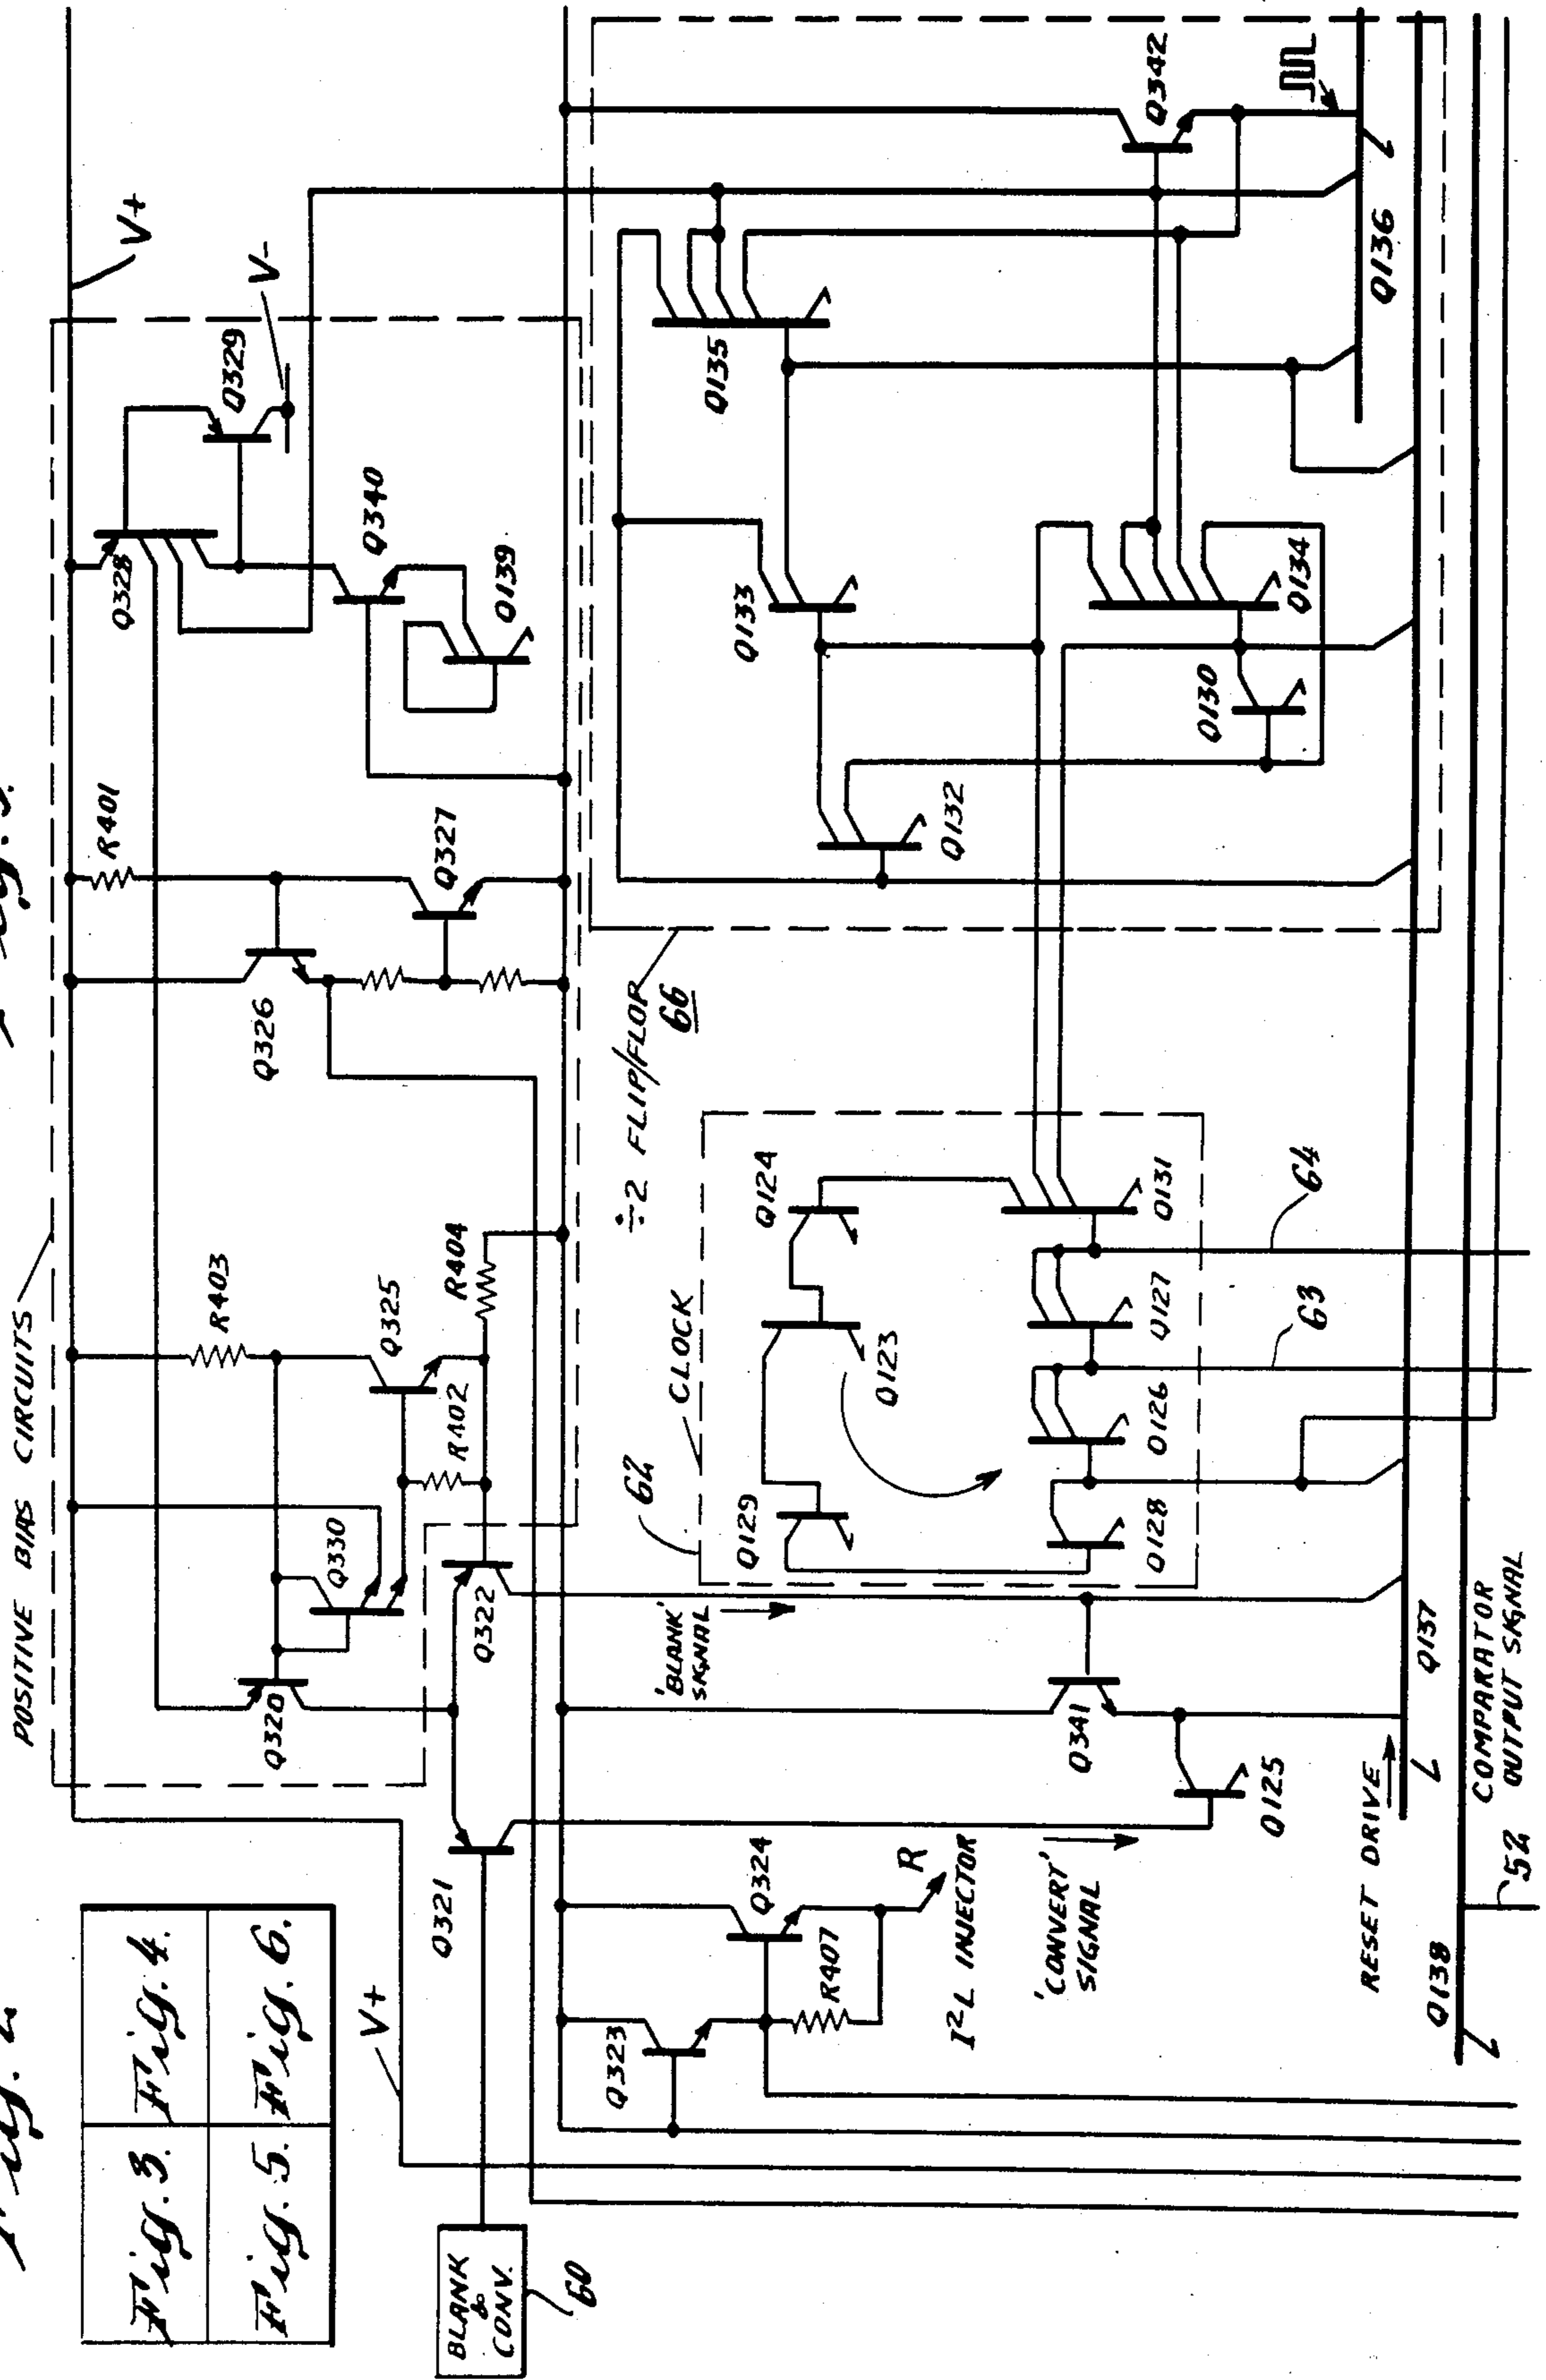 Fig. 3. Fig. 4.
Fig. 5. Fig. 6.
POSITIVE BIAS CIRCUITS
V+
V+
V-
R401
R403
Q328
Q329
Q340
Q139
Q326
Q327
Q325
R402
R404
Q330
Q320
Q322
Q321
BLANK
&
CONV.
60
Q323
Q324
R407
R
I²L INJECTOR
'CONVERT'
SIGNAL
'BLANK'
SIGNAL
Q341
Q125
RESET DRIVE
62
CLOCK
Q129
Q123
Q124
Q128
Q126
Q127
Q131
63
64
÷2 FLIP/FLOP
66
Q132
Q133
Q135
Q130
Q134
Q342
Q136
Q137
Q138
COMPARATOR
OUTPUT SIGNAL
52